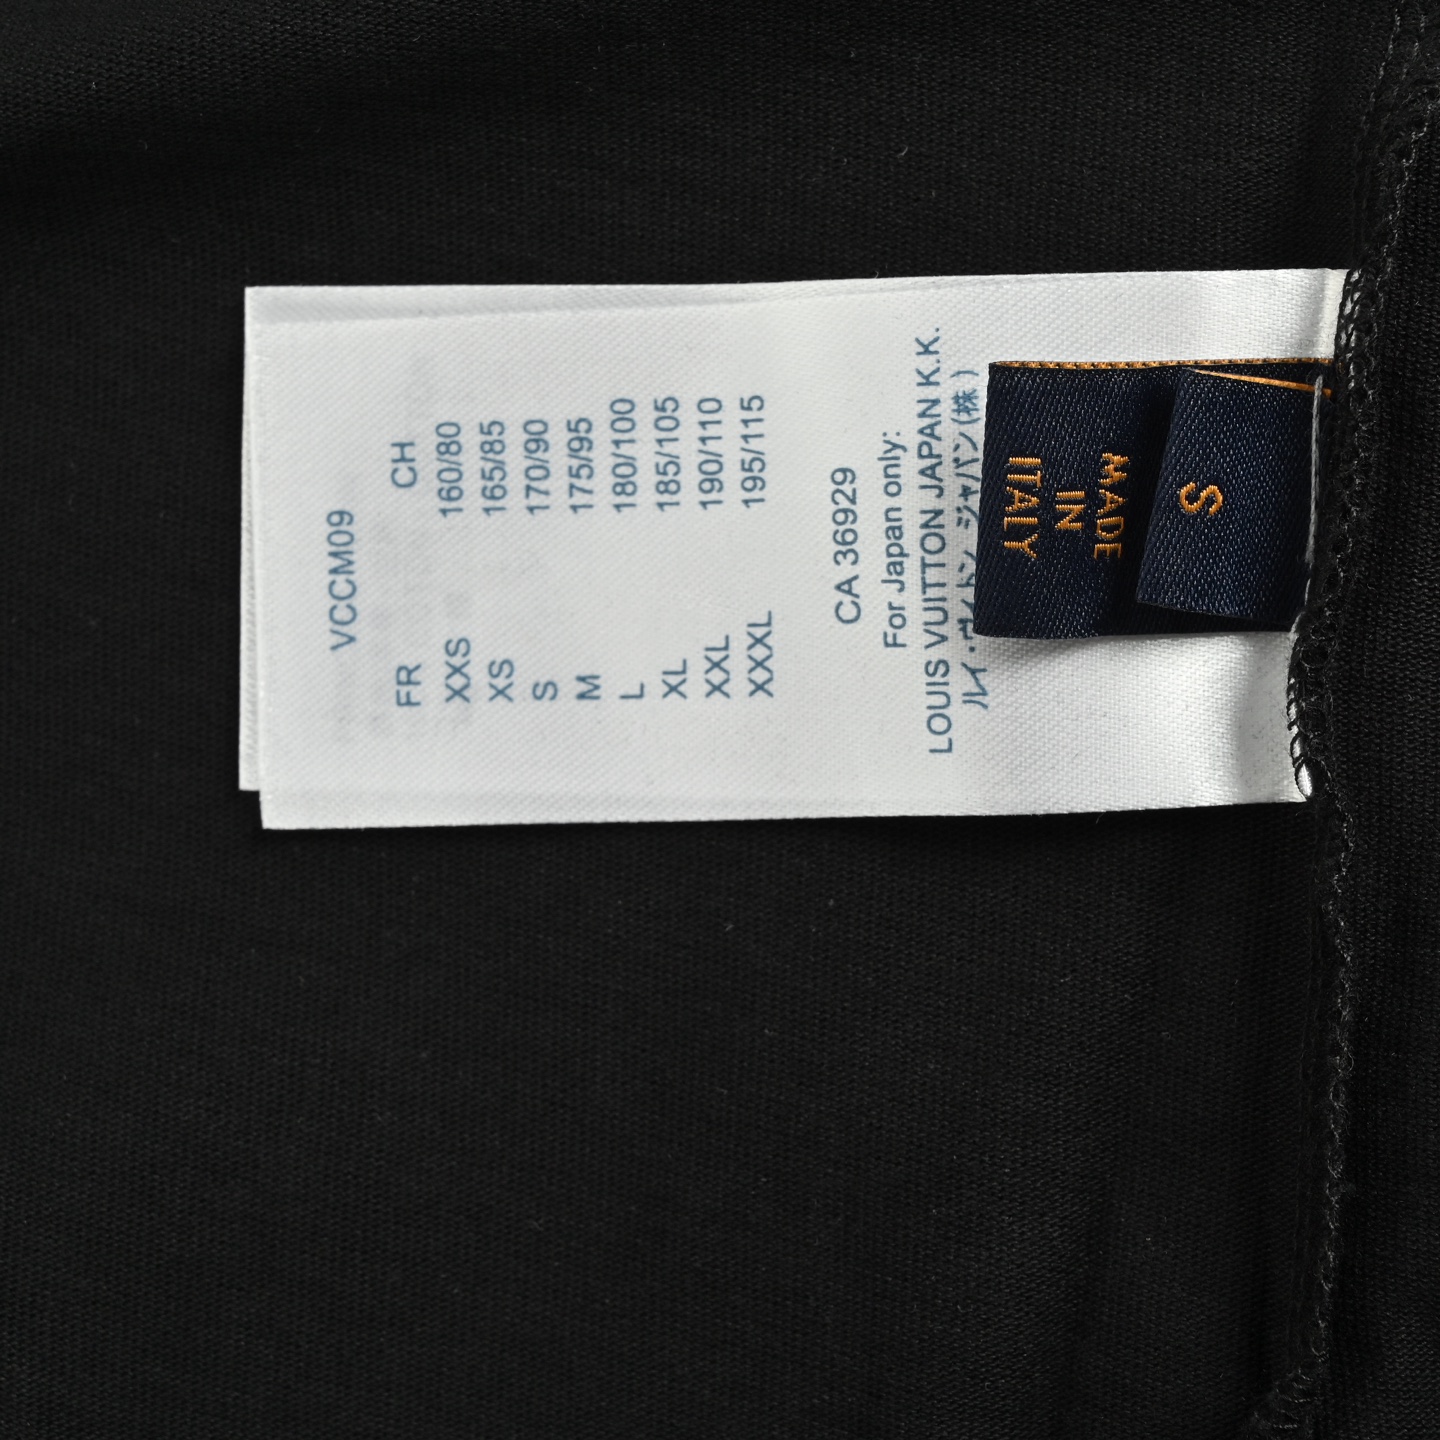 VCCM09
FR CH
XXS 160/80
XS 165/85
S 170/90
M 175/95
L 180/100
XL 185/105
XXL 190/110
XXXL 195/115
CA 36929
For Japan only:
LOUIS VUITTON JAPAN K.K.
ルイ・ヴィトン ジャパン(株)
MADE
IN
ITALY
S